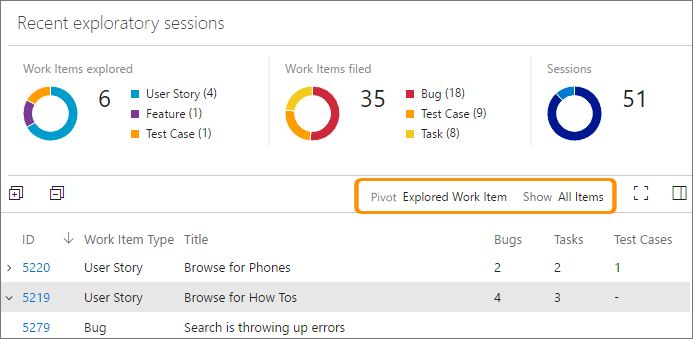 Recent exploratory sessions
Work Items explored
6
User Story (4)
Feature (1)
Test Case (1)
Work Items filed
35
Bug (18)
Test Case (9)
Task (8)
Sessions
51
Pivot Explored Work Item Show All Items
ID Work Item Type Title Bugs Tasks Test Cases
5220 User Story Browse for Phones 2 2 1
5219 User Story Browse for How Tos 4 3 -
5279 Bug Search is throwing up errors